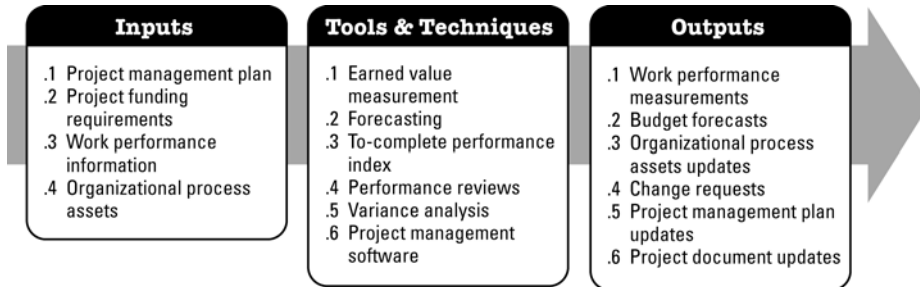 Inputs
.1 Project management plan
.2 Project funding
requirements
.3 Work performance
information
.4 Organizational process
assets
Tools & Techniques
.1 Earned value
measurement
.2 Forecasting
.3 To-complete performance
index
.4 Performance reviews
.5 Variance analysis
.6 Project management
software
Outputs
.1 Work performance
measurements
.2 Budget forecasts
.3 Organizational process
assets updates
.4 Change requests
.5 Project management plan
updates
.6 Project document updates